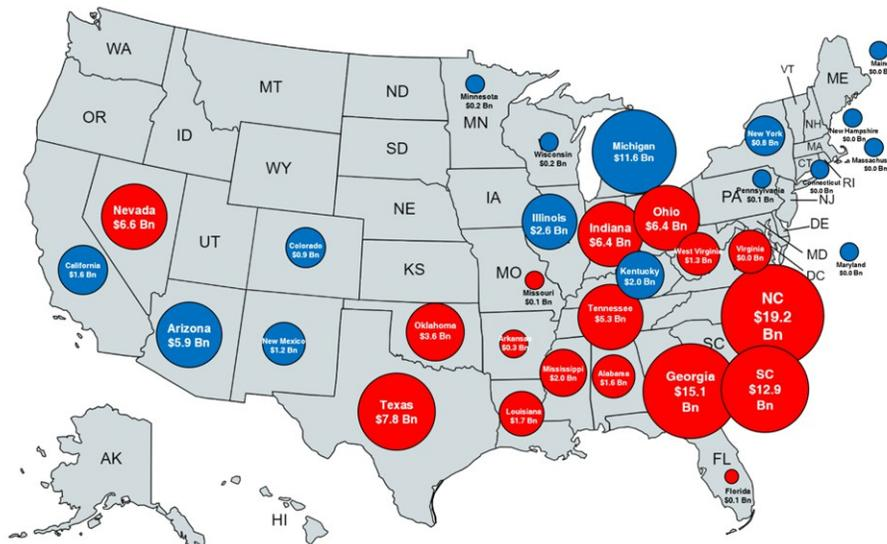 WA
MT
ND
OR
ID
WY
SD
MN
Minnesota
$0.2 Bn
Wisconsin
$0.2 Bn
Michigan
$11.6 Bn
New York
$0.8 Bn
VT
ME
$0.0 B
NH
New Hampshire
$0.0 Bn
MA
Massachus
$0.0 Bn
CT
Connecticut
$0.0 Bn
RI
Pennsylvania
$0.1 Bn
PA
NJ
DE
MD
DC
Maryland
$0.0 Bn
Nevada
$6.6 Bn
UT
Colorado
$0.9 Bn
NE
IA
KS
Illinois
$2.6 Bn
Indiana
$6.4 Bn
Ohio
$6.4 Bn
West Virginia
$1.3 Bn
Virginia
$0.0 Bn
California
$1.6 Bn
MO
Missouri
$0.1 Bn
Kentucky
$2.0 Bn
Arizona
$5.9 Bn
New Mexico
$1.2 Bn
Oklahoma
$3.6 Bn
Arkansas
$0.3 Bn
Tennessee
$5.3 Bn
NC
$19.2
Bn
SC
Texas
$7.8 Bn
Louisiana
$1.7 Bn
Mississippi
$2.0 Bn
Alabama
$1.6 Bn
Georgia
$15.1
Bn
SC
$12.9
Bn
FL
Florida
$0.1 Bn
AK
HI